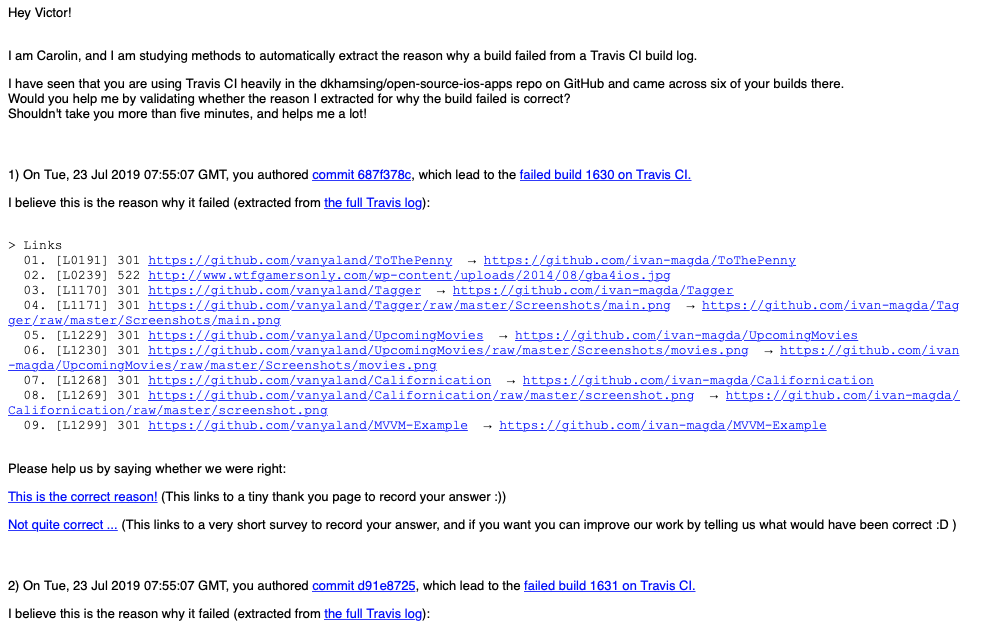 Hey Victor!
I am Carolin, and I am studying methods to automatically extract the reason why a build failed from a Travis CI build log.
I have seen that you are using Travis CI heavily in the dkhamsing/open-source-ios-apps repo on GitHub and came across six of your builds there.
Would you help me by validating whether the reason I extracted for why the build failed is correct?
Shouldn't take you more than five minutes, and helps me a lot!
1) On Tue, 23 Jul 2019 07:55:07 GMT, you authored commit 687f378c, which lead to the failed build 1630 on Travis CI.
I believe this is the reason why it failed (extracted from the full Travis log):
> Links
01. [L0191] 301 https://github.com/vanyaland/ToThePenny → https://github.com/ivan-magda/ToThePenny
02. [L0239] 522 http://www.wtfgamersonly.com/wp-content/uploads/2014/08/gba4ios.jpg
03. [L1170] 301 https://github.com/vanyaland/Tagger → https://github.com/ivan-magda/Tagger
04. [L1171] 301 https://github.com/vanyaland/Tagger/raw/master/Screenshots/main.png → https://github.com/ivan-magda/Tag
ger/raw/master/Screenshots/main.png
05. [L1229] 301 https://github.com/vanyaland/UpcomingMovies → https://github.com/ivan-magda/UpcomingMovies
06. [L1230] 301 https://github.com/vanyaland/UpcomingMovies/raw/master/Screenshots/movies.png → https://github.com/ivan
-magda/UpcomingMovies/raw/master/Screenshots/movies.png
07. [L1268] 301 https://github.com/vanyaland/Californication → https://github.com/ivan-magda/Californication
08. [L1269] 301 https://github.com/vanyaland/Californication/raw/master/screenshot.png → https://github.com/ivan-magda/
Californication/raw/master/screenshot.png
09. [L1299] 301 https://github.com/vanyaland/MVVM-Example → https://github.com/ivan-magda/MVVM-Example
Please help us by saying whether we were right:
This is the correct reason! (This links to a tiny thank you page to record your answer :))
Not quite correct ... (This links to a very short survey to record your answer, and if you want you can improve our work by telling us what would have been correct :D )
2) On Tue, 23 Jul 2019 07:55:07 GMT, you authored commit d91e8725, which lead to the failed build 1631 on Travis CI.
I believe this is the reason why it failed (extracted from the full Travis log):